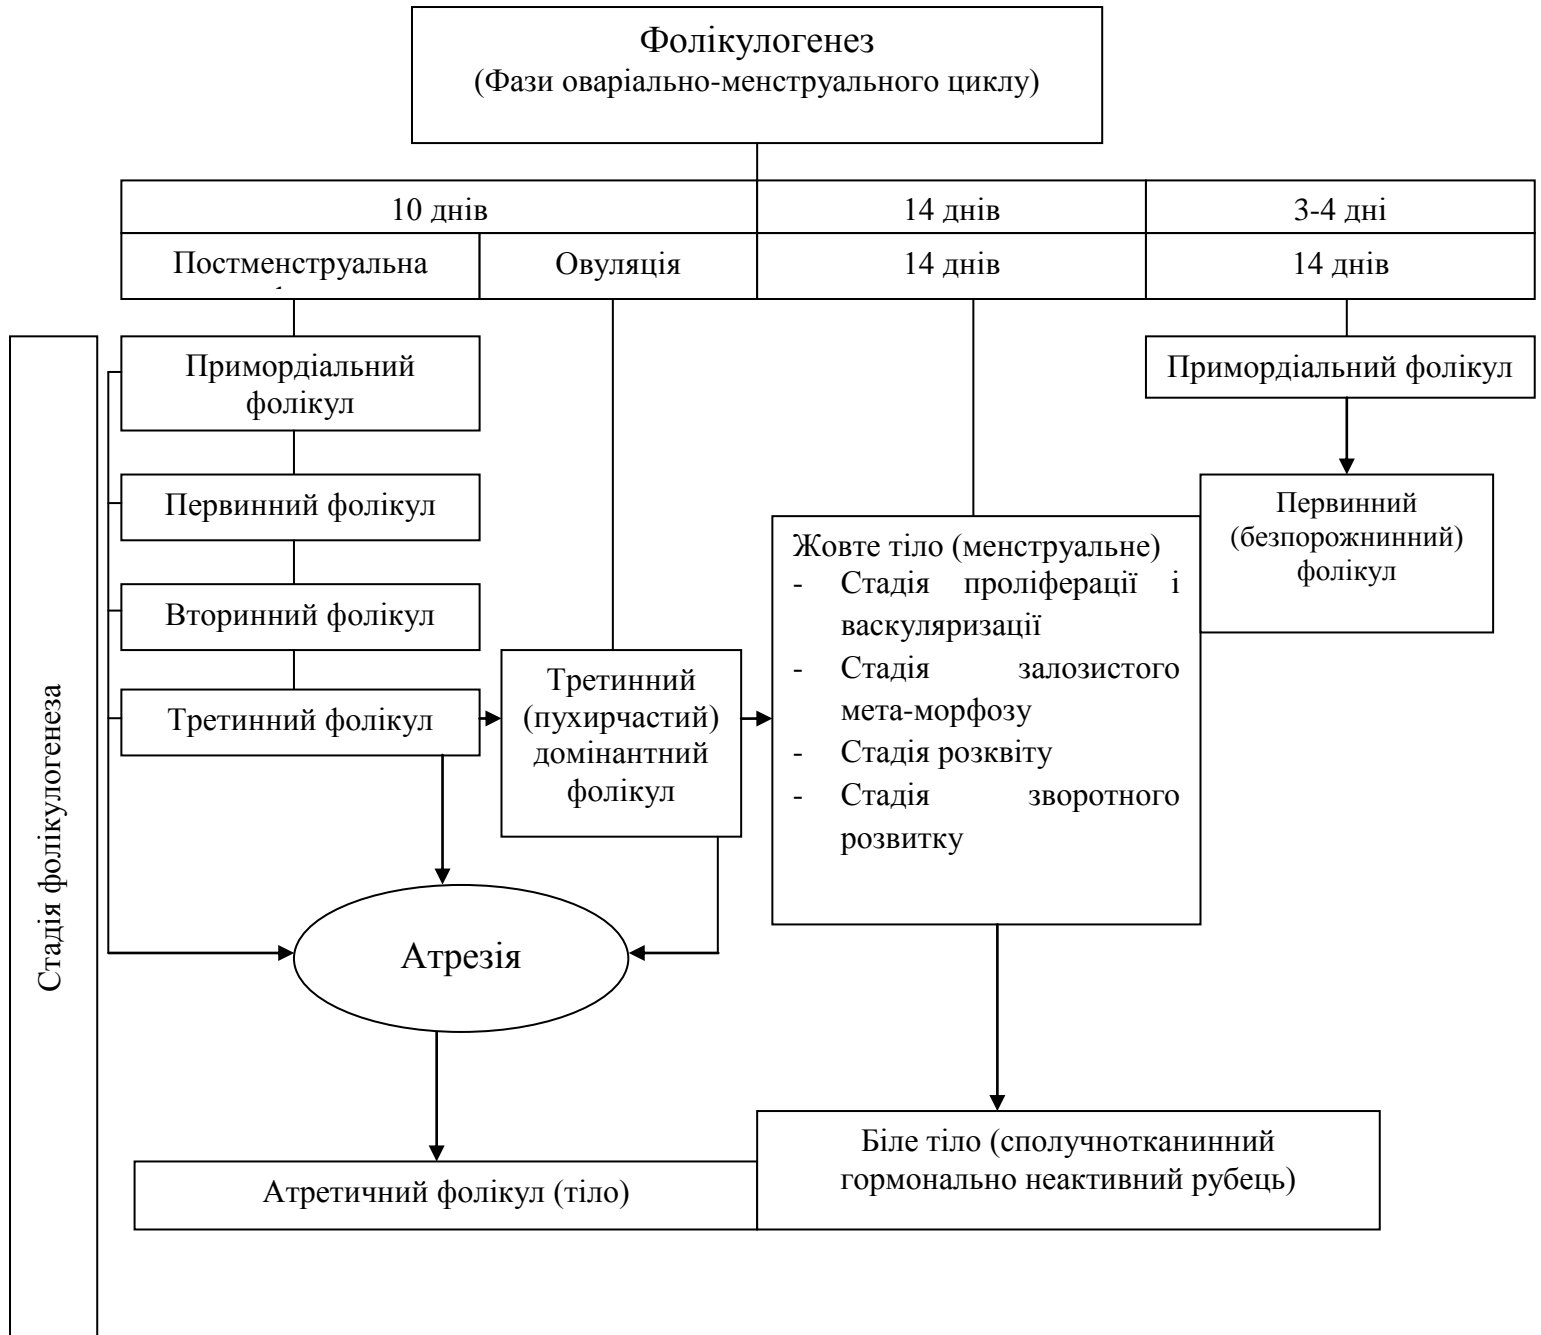 Фолікулогенез
(Фази оваріально-менструального циклу)
10 днів
14 днів
3-4 дні
Постменструальна
Овуляція
14 днів
14 днів
Стадія фолікулогенеза
Примордіальний
фолікул
Примордіальний фолікул
Первинний фолікул
Первинний
(безпорожнинний)
фолікул
Вторинний фолікул
Третинний фолікул
Третинний
(пухирчастий)
домінантний
фолікул
Жовте тіло (менструальне)
- Стадія проліферації і
васкуляризації
- Стадія залозистого
мета-морфозу
- Стадія розквіту
- Стадія зворотного
розвитку
Атрезія
Атретичний фолікул (тіло)
Біле тіло (сполучнотканинний
гормонально неактивний рубець)